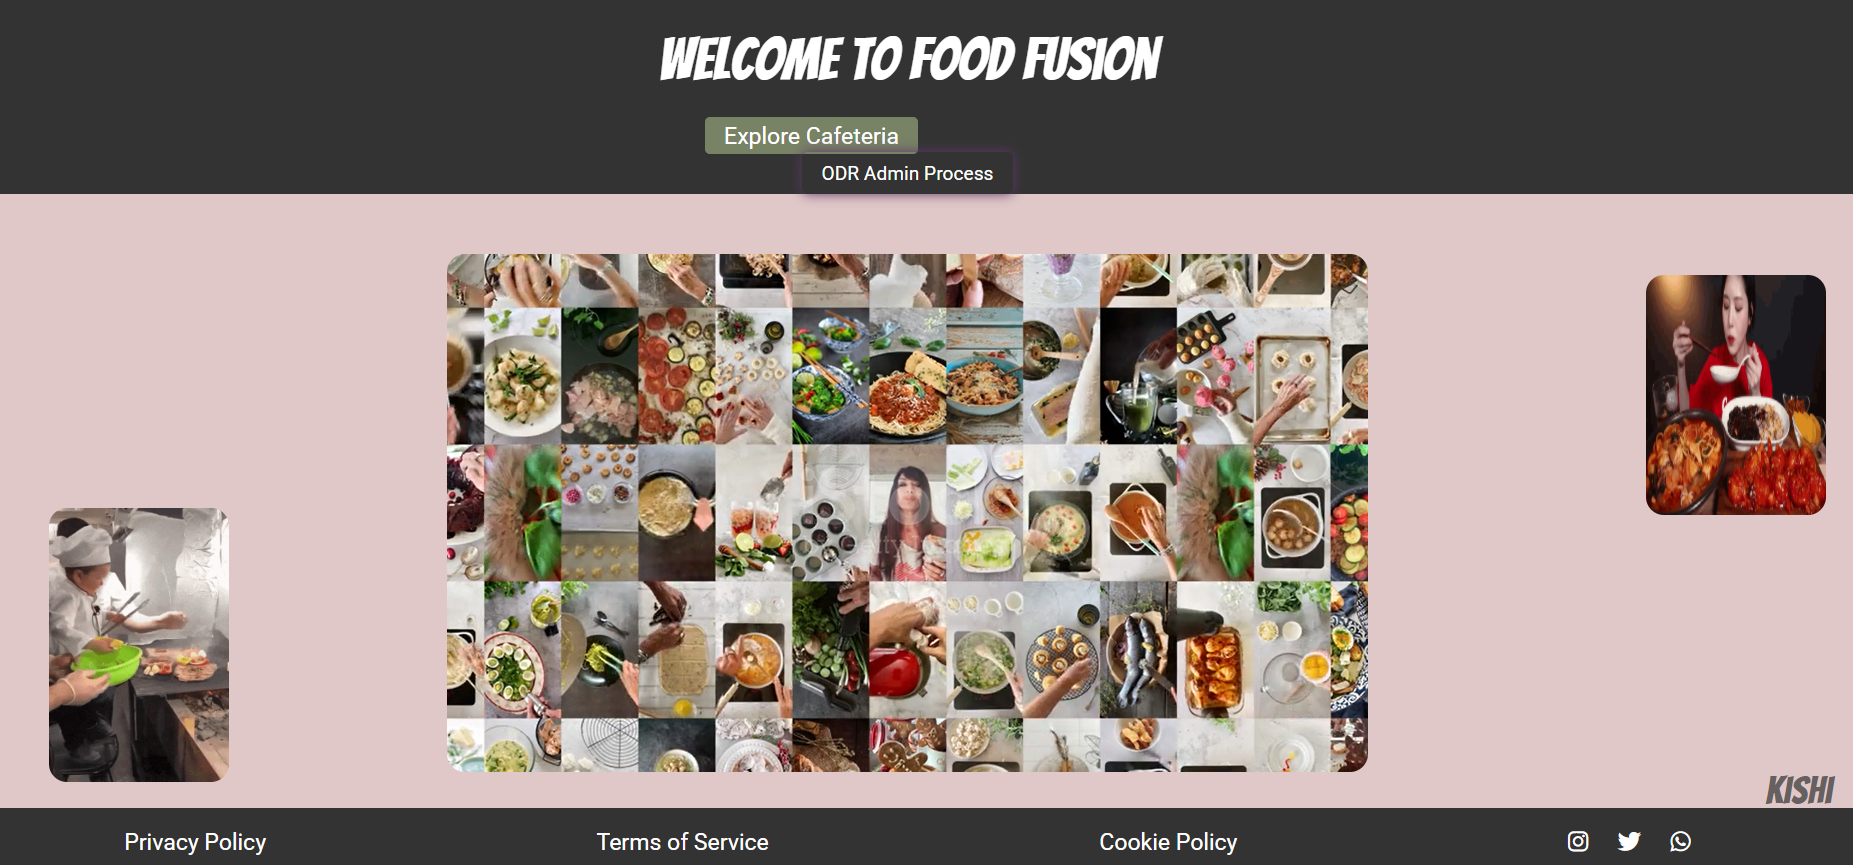 WELCOME TO FOOD FUSION
Explore Cafeteria
ODR Admin Process
KISHI
Privacy Policy
Terms of Service
Cookie Policy